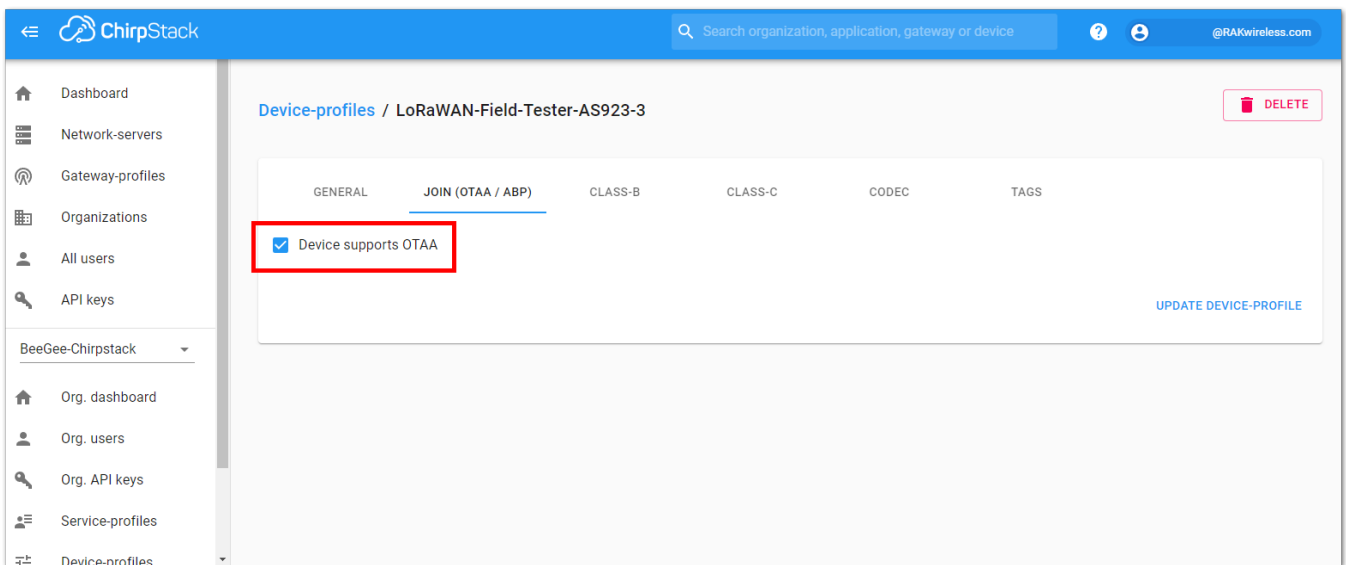 ChirpStack
Search organization, application, gateway or device
? @RAKwireless.com
Dashboard
Network-servers
Gateway-profiles
Organizations
All users
API keys
BeeGee-Chirpstack
Org. dashboard
Org. users
Org. API keys
Service-profiles
Device-profiles
Device-profiles / LoRaWAN-Field-Tester-AS923-3
DELETE
GENERAL JOIN (OTAA / ABP) CLASS-B CLASS-C CODEC TAGS
Device supports OTAA
UPDATE DEVICE-PROFILE